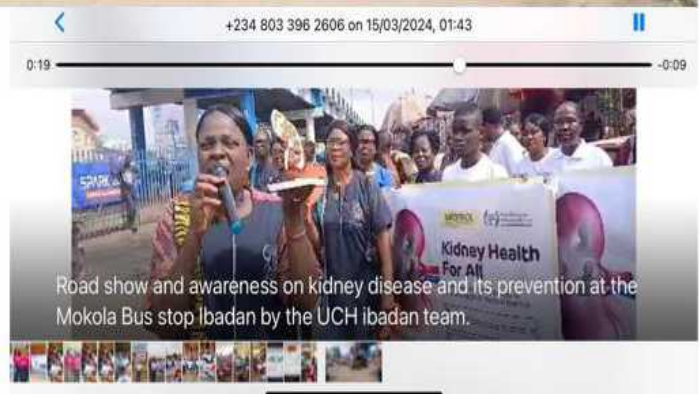 +234 803 396 2606 on 15/03/2024, 01:43
0:19
-0:09
SPARK
Kidney Health
For All
Road show and awareness on kidney disease and its prevention at the
Mokola Bus stop Ibadan by the UCH ibadan team.